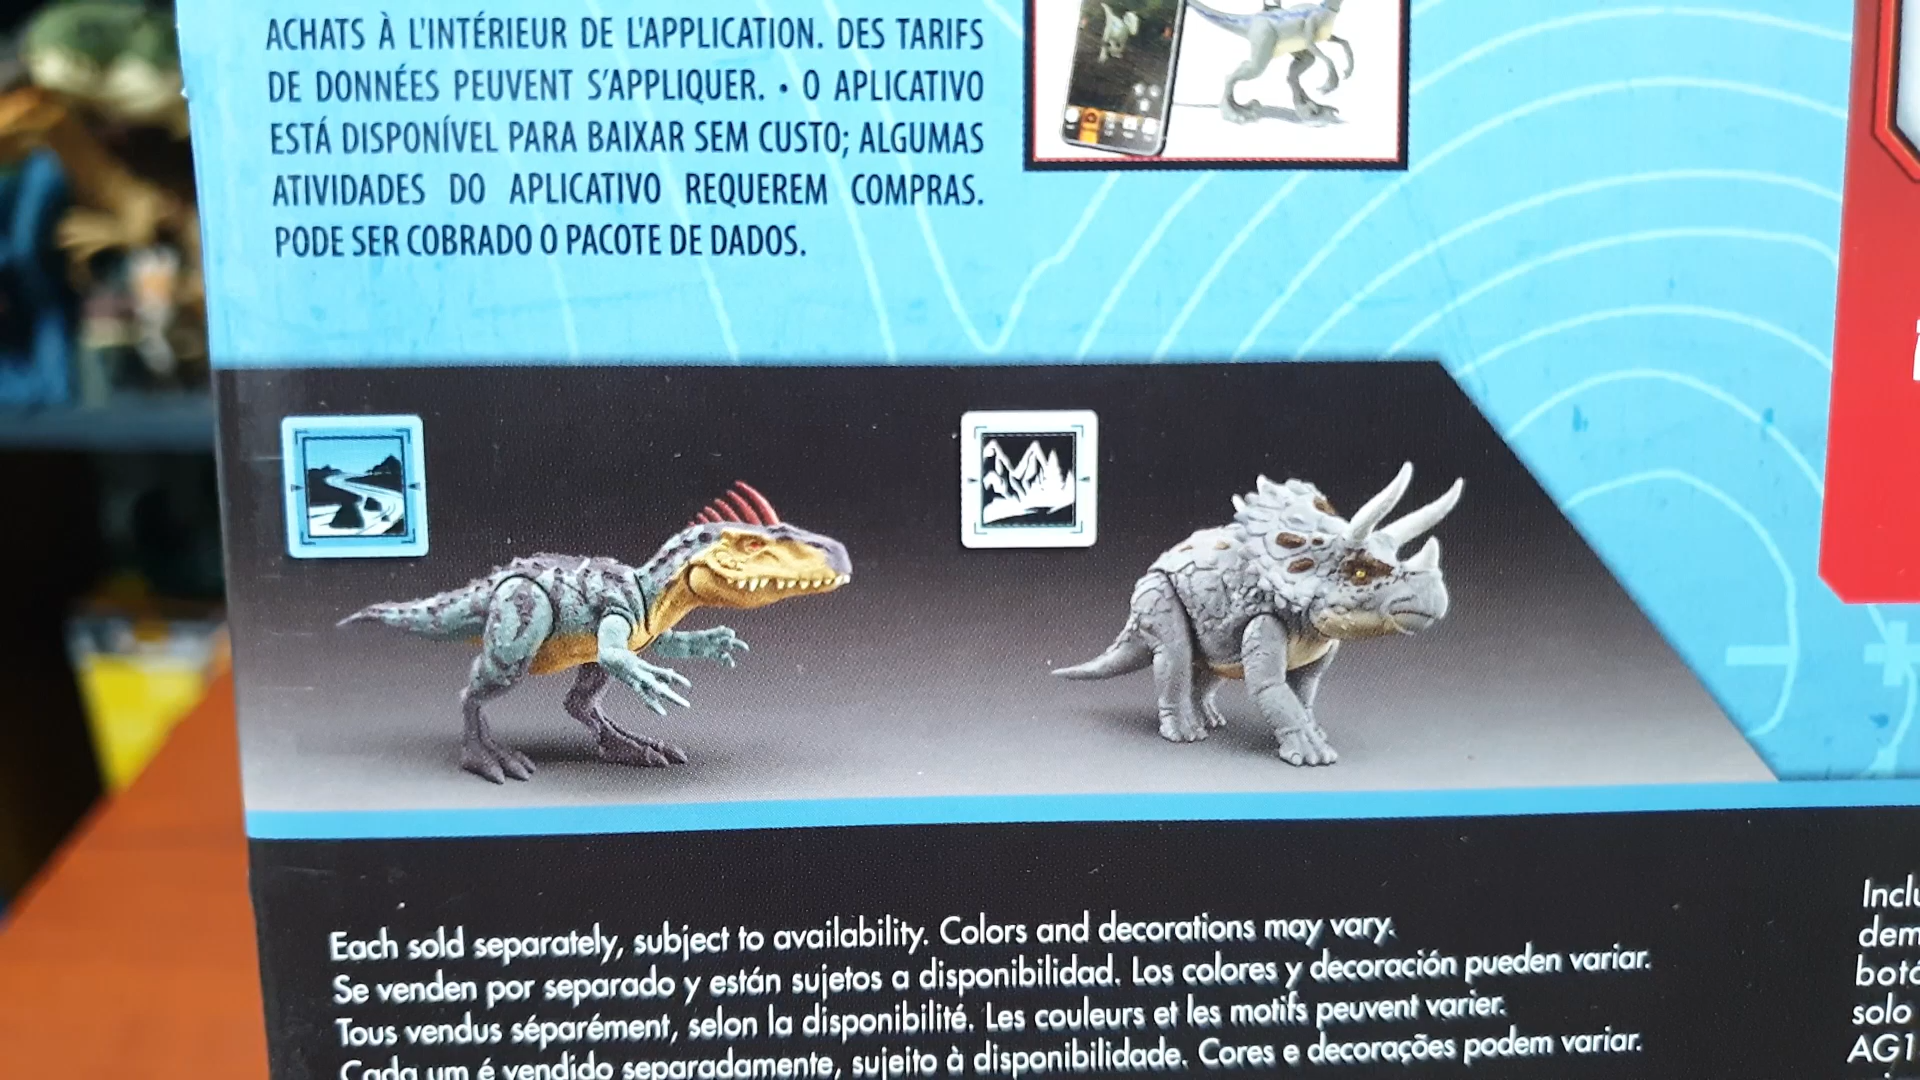 ACHATS À L'INTÉRIEUR DE L'APPLICATION. DES TARIFS
DE DONNÉES PEUVENT S'APPLIQUER. • O APLICATIVO
ESTÁ DISPONÍVEL PARA BAIXAR SEM CUSTO; ALGUMAS
ATIVIDADES DO APLICATIVO REQUEREM COMPRAS.
PODE SER COBRADO O PACOTE DE DADOS.
Each sold separately, subject to availability. Colors and decorations may vary.
Se venden por separado y están sujetos a disponibilidad. Los colores y decoración pueden variar.
Tous vendus séparément, selon la disponibilité. Les couleurs et les motifs peuvent varier.
Cada um é vendido separadamente, sujeito à disponibilidade. Cores e decorações podem variar.
solo